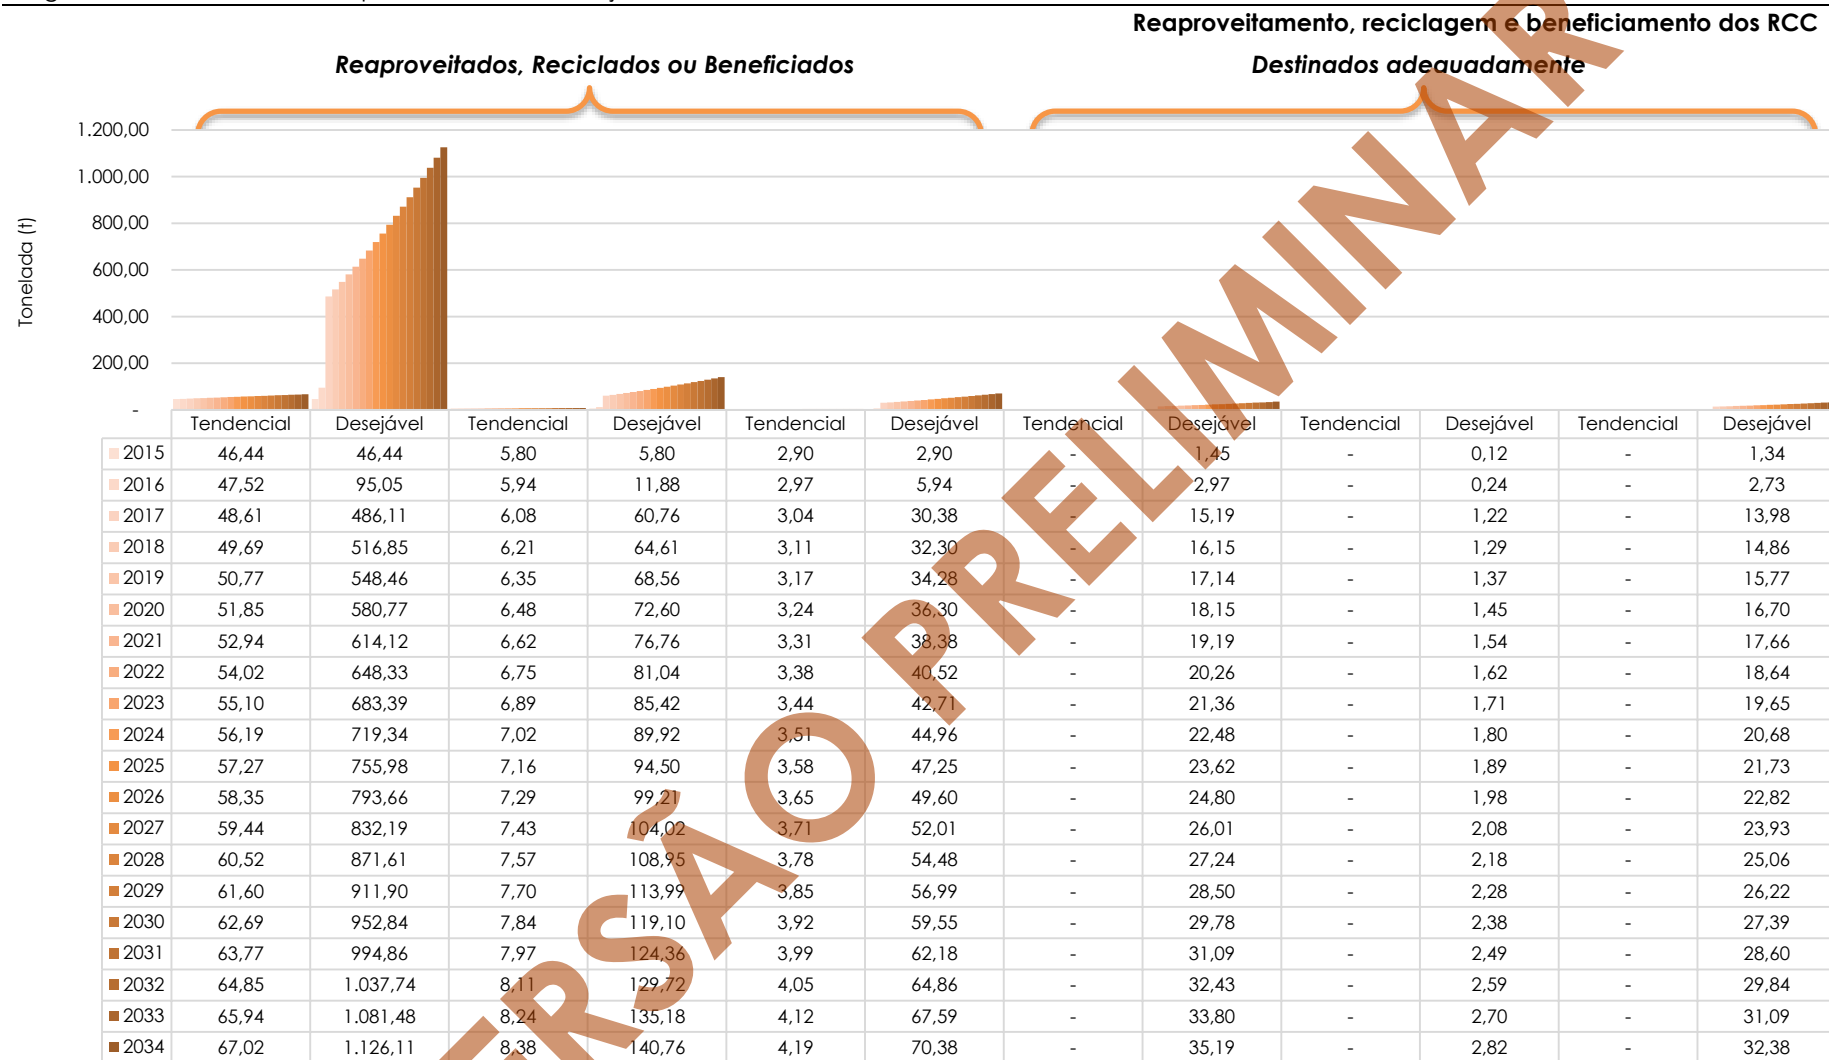 Reaproveitamento, reciclagem e beneficiamento dos RCC
Reaproveitados, Reciclados ou Beneficiados Destinados adequadamente
Tonelada (t)
1.200,00
1.000,00
800,00
600,00
400,00
200,00
-
Tendencial Desejável Tendencial Desejável Tendencial Desejável Tendencial Desejável Tendencial Desejável Tendencial Desejável
2015 46,44 46,44 5,80 5,80 2,90 2,90 - 1,45 - 0,12 - 1,34
2016 47,52 95,05 5,94 11,88 2,97 5,94 - 2,97 - 0,24 - 2,73
2017 48,61 486,11 6,08 60,76 3,04 30,38 - 15,19 - 1,22 - 13,98
2018 49,69 516,85 6,21 64,61 3,11 32,30 - 16,15 - 1,29 - 14,86
2019 50,77 548,46 6,35 68,56 3,17 34,28 - 17,14 - 1,37 - 15,77
2020 51,85 580,77 6,48 72,60 3,24 36,30 - 18,15 - 1,45 - 16,70
2021 52,94 614,12 6,62 76,76 3,31 38,38 - 19,19 - 1,54 - 17,66
2022 54,02 648,33 6,75 81,04 3,38 40,52 - 20,26 - 1,62 - 18,64
2023 55,10 683,39 6,89 85,42 3,44 42,71 - 21,36 - 1,71 - 19,65
2024 56,19 719,34 7,02 89,92 3,51 44,96 - 22,48 - 1,80 - 20,68
2025 57,27 755,98 7,16 94,50 3,58 47,25 - 23,62 - 1,89 - 21,73
2026 58,35 793,66 7,29 99,21 3,65 49,60 - 24,80 - 1,98 - 22,82
2027 59,44 832,19 7,43 104,02 3,71 52,01 - 26,01 - 2,08 - 23,93
2028 60,52 871,61 7,57 108,95 3,78 54,48 - 27,24 - 2,18 - 25,06
2029 61,60 911,90 7,70 113,99 3,85 56,99 - 28,50 - 2,28 - 26,22
2030 62,69 952,84 7,84 119,10 3,92 59,55 - 29,78 - 2,38 - 27,39
2031 63,77 994,86 7,97 124,36 3,99 62,18 - 31,09 - 2,49 - 28,60
2032 64,85 1.037,74 8,11 129,72 4,05 64,86 - 32,43 - 2,59 - 29,84
2033 65,94 1.081,48 8,24 135,18 4,12 67,59 - 33,80 - 2,70 - 31,09
2034 67,02 1.126,11 8,38 140,76 4,19 70,38 - 35,19 - 2,82 - 32,38
ERSÃO PRELIMINAR